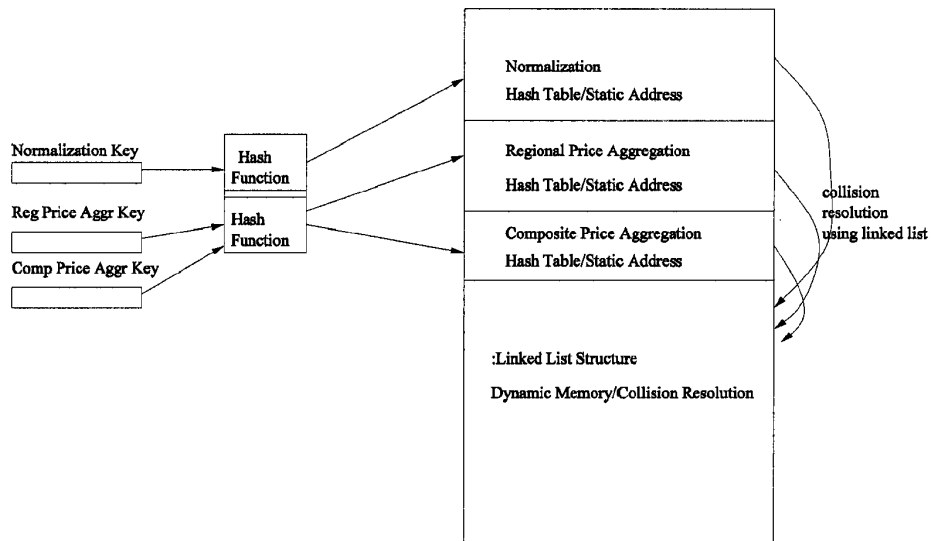 Normalization Key
Reg Price Aggr Key
Comp Price Aggr Key
Hash
Function
Hash
Function
Normalization
Hash Table/Static Address
Regional Price Aggregation
Hash Table/Static Address
Composite Price Aggregation
Hash Table/Static Address
:Linked List Structure
Dynamic Memory/Collision Resolution
collision
resolution
using linked list